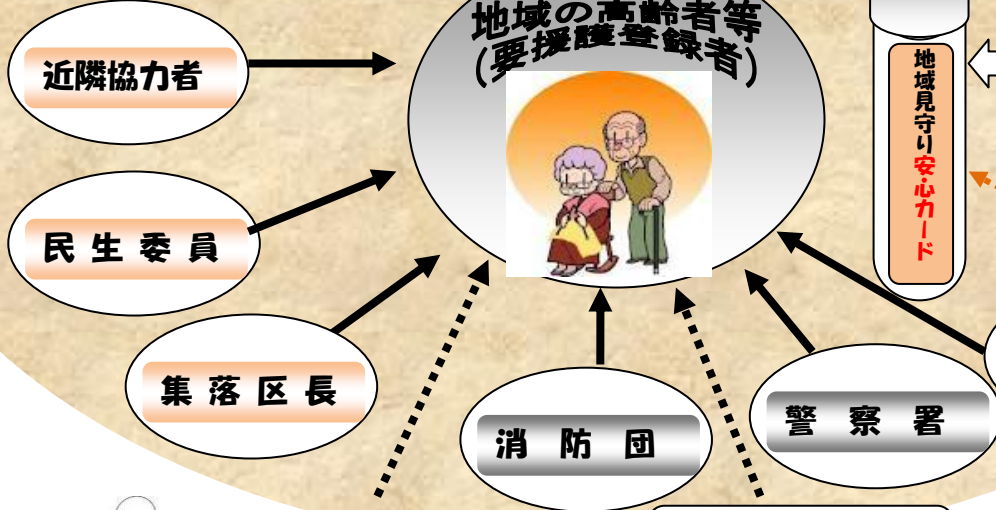 地域の高齢者等
(要援護登録者)
近隣協力者
地域見守り安心カード
民生委員
集落区長
消防団
警察署